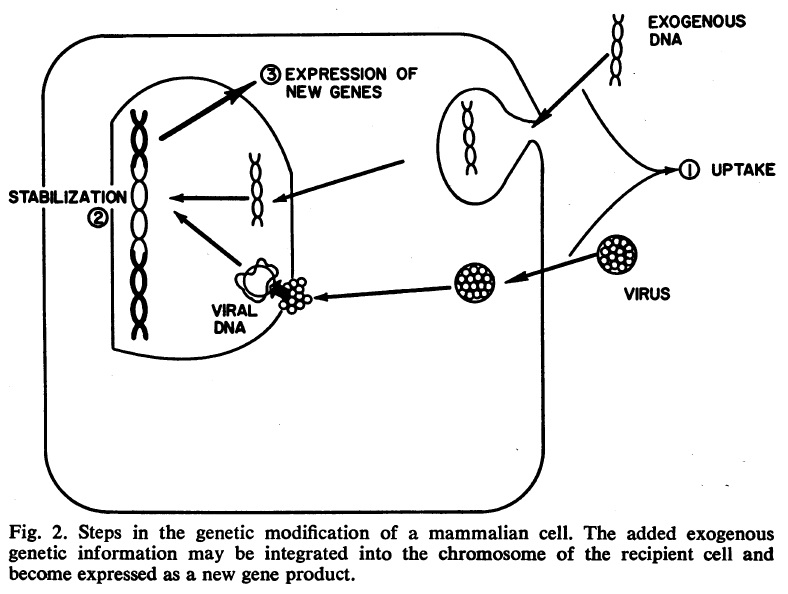 EXOGENOUS
DNA
③ EXPRESSION OF
NEW GENES
① UPTAKE
STABILIZATION
②
VIRAL
DNA
VIRUS
Fig. 2. Steps in the genetic modification of a mammalian cell. The added exogenous
genetic information may be integrated into the chromosome of the recipient cell and
become expressed as a new gene product.